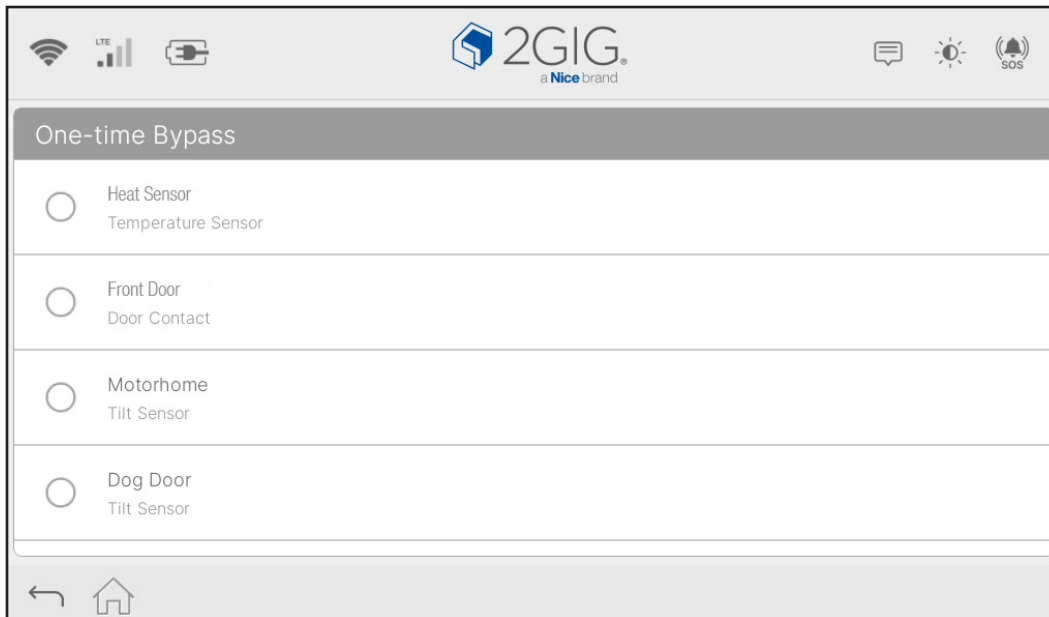 LTE
2GIG®
a Nice brand
SOS
One-time Bypass
Heat Sensor
Temperature Sensor
Front Door
Door Contact
Motorhome
Tilt Sensor
Dog Door
Tilt Sensor